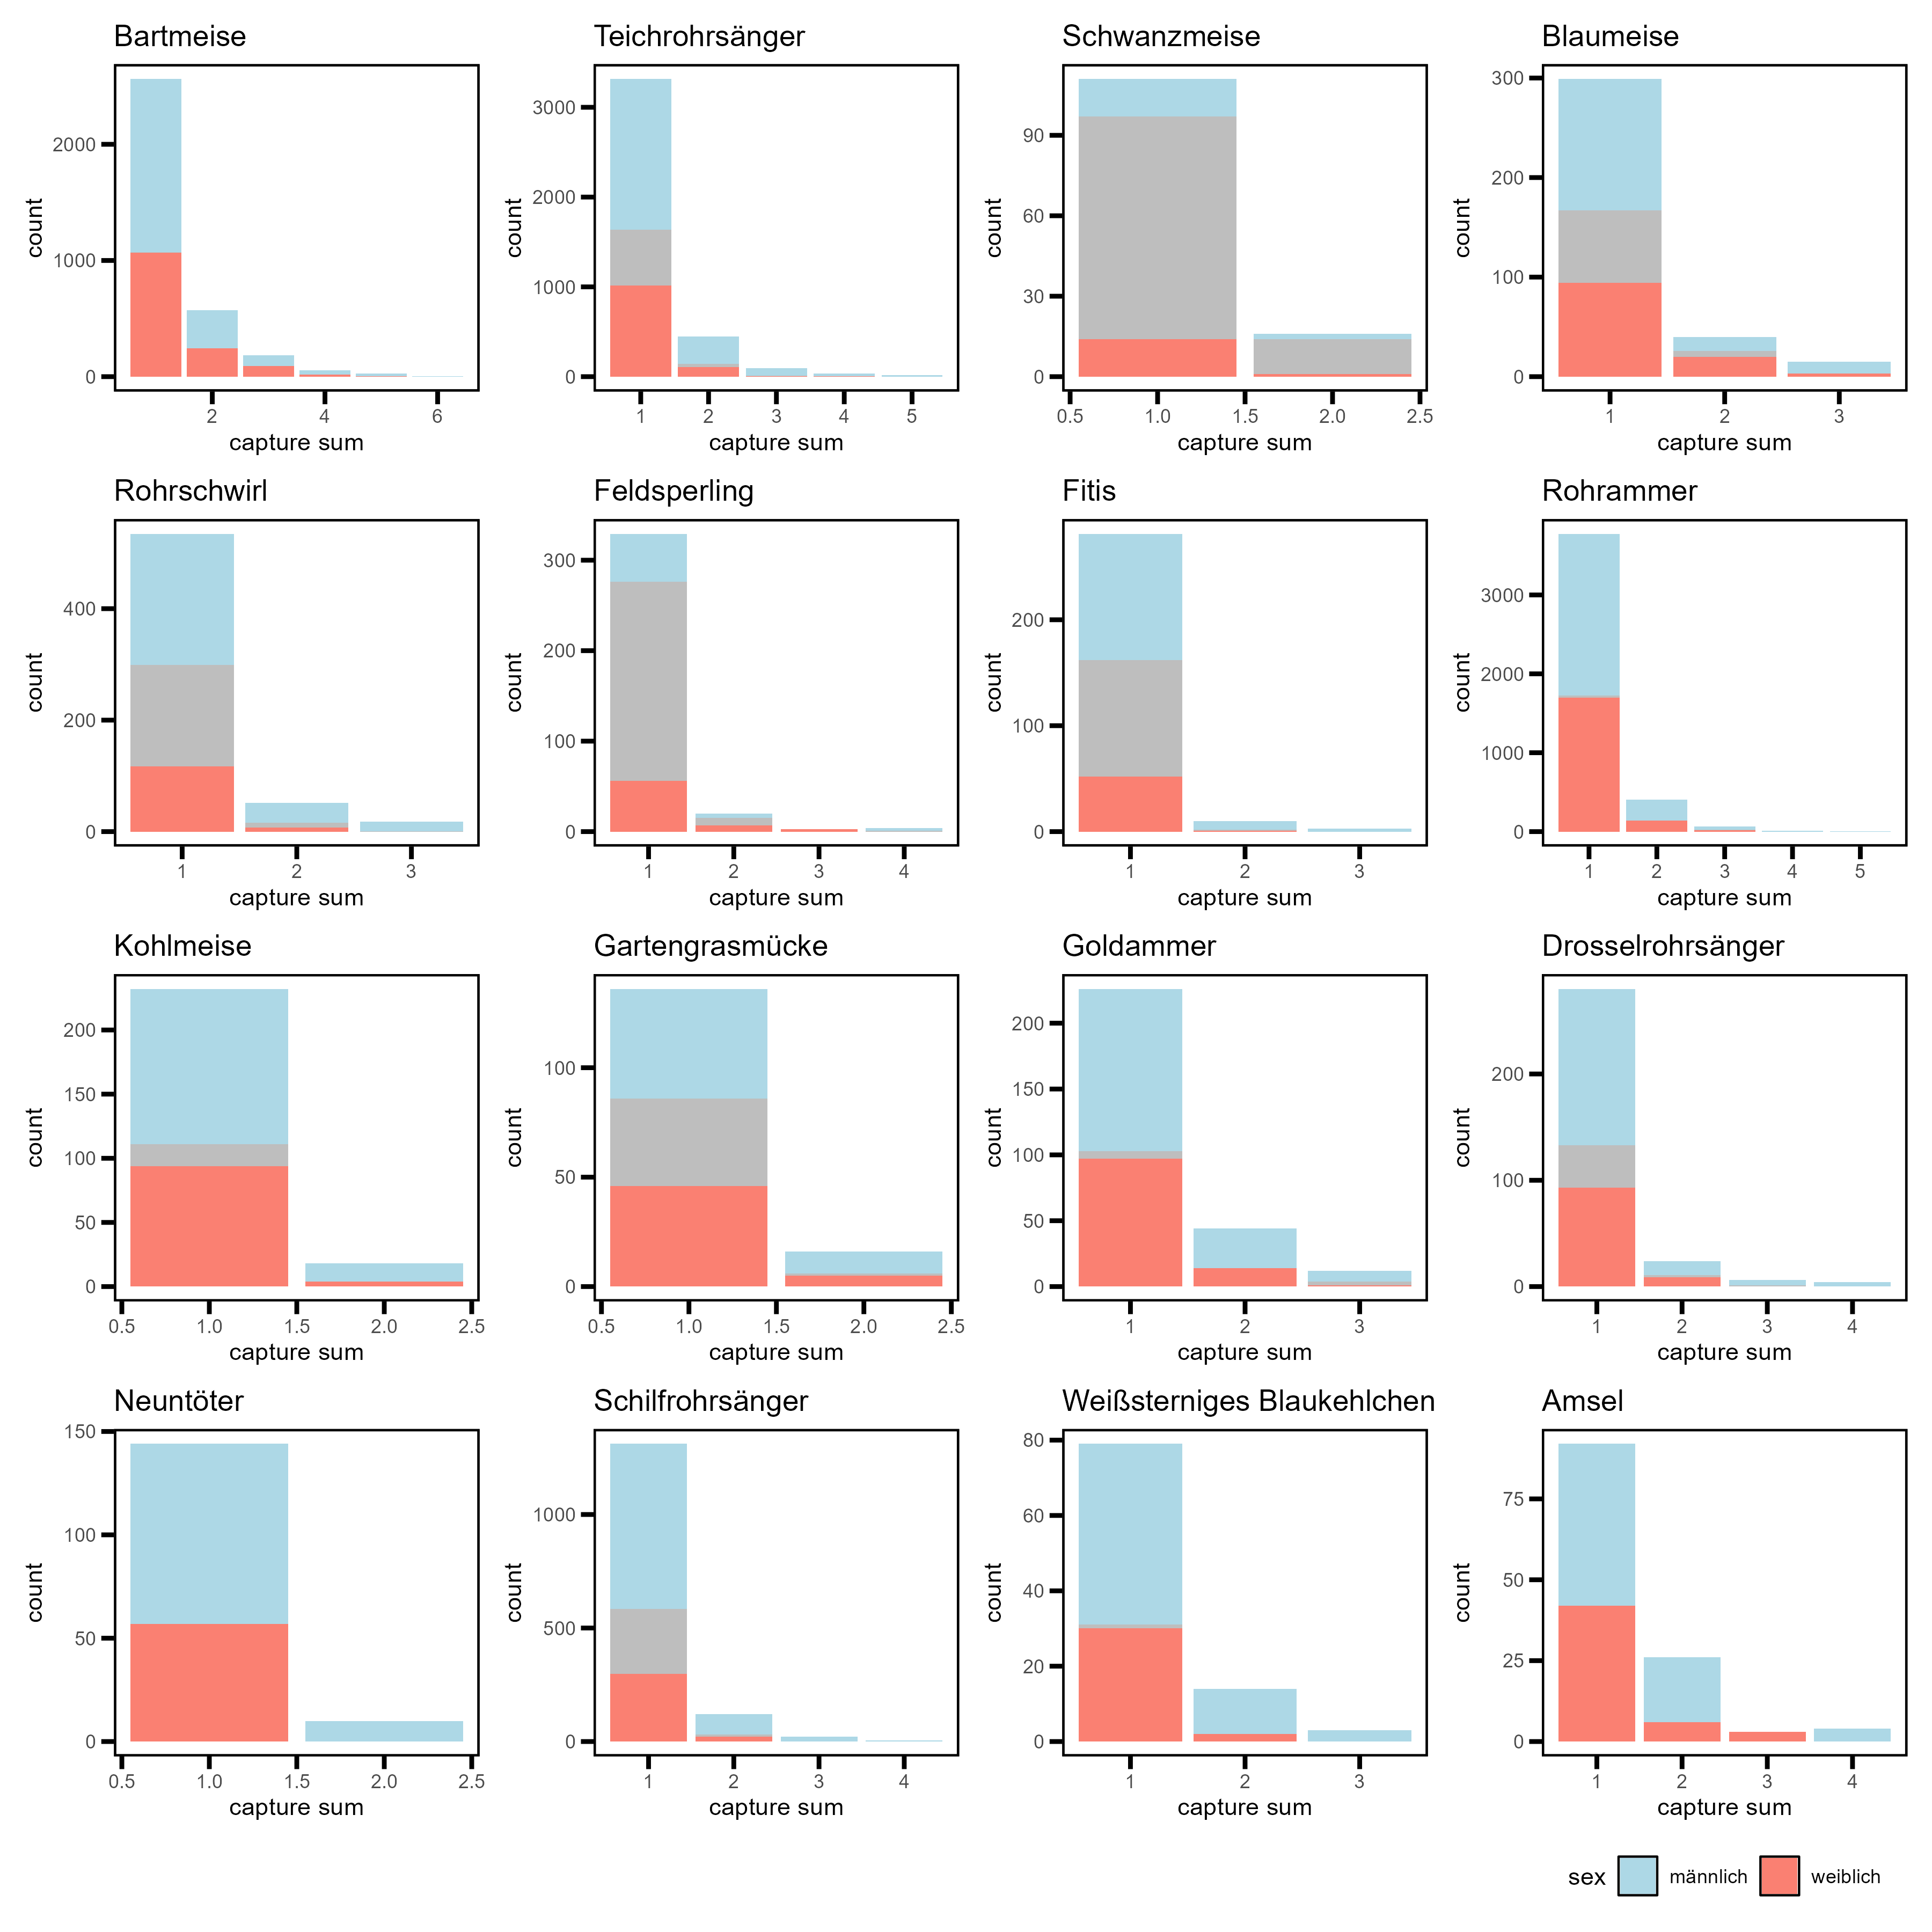 Bartmeise
count
2000
1000
0
2 4 6
capture sum
Teichrohrsänger
count
3000
2000
1000
0
1 2 3 4 5
capture sum
Schwanzmeise
count
90
60
30
0
0.5 1.0 1.5 2.0 2.5
capture sum
Blaumeise
count
300
200
100
0
1 2 3
capture sum
Rohrschwirl
count
400
200
0
1 2 3
capture sum
Feldsperling
count
300
200
100
0
1 2 3 4
capture sum
Fitis
count
200
100
0
1 2 3
capture sum
Rohrammer
count
3000
2000
1000
0
1 2 3 4 5
capture sum
Kohlmeise
count
200
150
100
50
0
0.5 1.0 1.5 2.0 2.5
capture sum
Gartengrasmücke
count
100
50
0
0.5 1.0 1.5 2.0 2.5
capture sum
Goldammer
count
200
150
100
50
0
1 2 3
capture sum
Drosselrohrsänger
count
200
100
0
1 2 3 4
capture sum
Neuntöter
count
150
100
50
0
0.5 1.0 1.5 2.0 2.5
capture sum
Schilfrohrsänger
count
1000
500
0
1 2 3 4
capture sum
Weißsterniges Blaukehlchen
count
80
60
40
20
0
1 2 3
capture sum
Amsel
count
75
50
25
0
1 2 3 4
capture sum
sex männlich weiblich